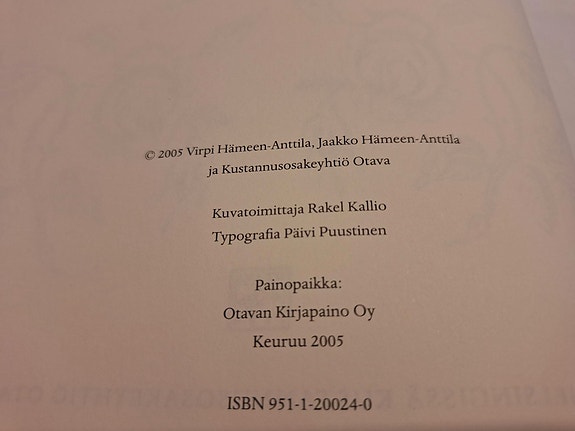 © 2005 Virpi Hämeen-Anttila, Jaakko Hämeen-Anttila
ja Kustannusosakeyhtiö Otava
Kuvatoimittaja Rakel Kallio
Typografia Päivi Puustinen
Painopaikka:
Otavan Kirjapaino Oy
Keuruu 2005
ISBN 951-1-20024-0